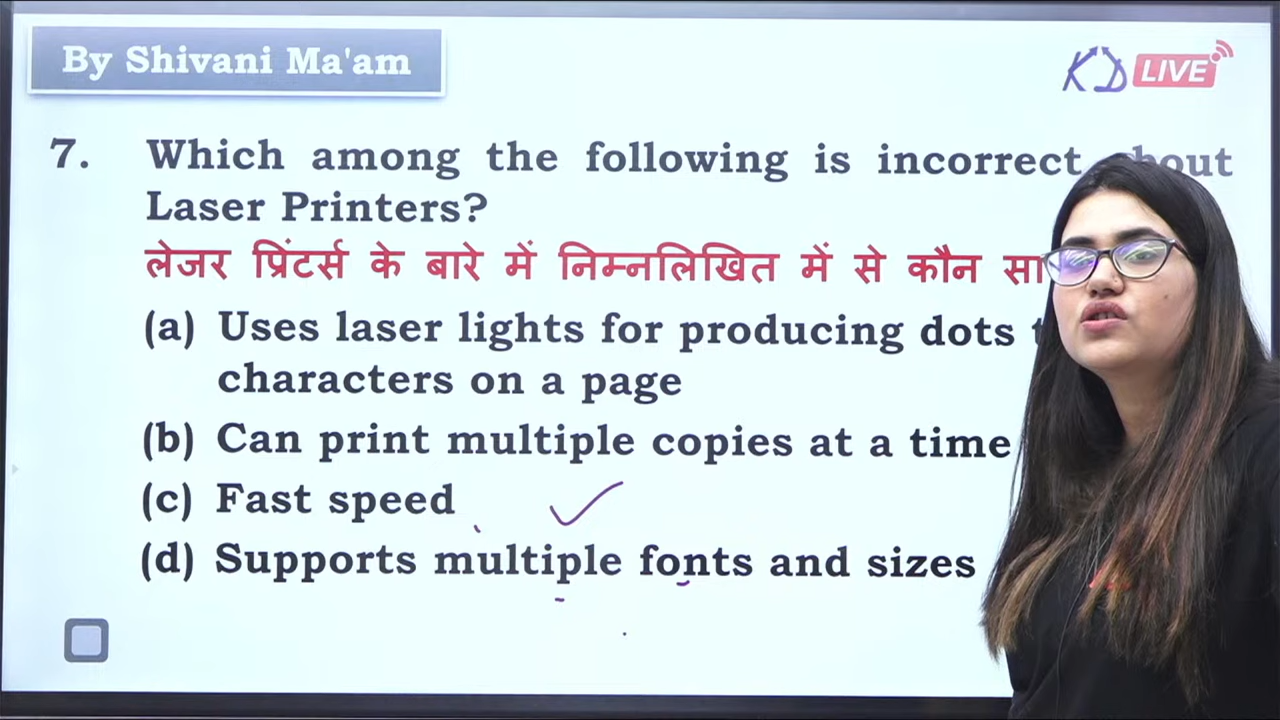 By Shivani Ma'am
KD LIVE
7. Which among the following is incorrect about
Laser Printers?
लेजर प्रिंटर्स के बारे में निम्नलिखित में से कौन सा
(a) Uses laser lights for producing dots
characters on a page
(b) Can print multiple copies at a time
(c) Fast speed
(d) Supports multiple fonts and sizes